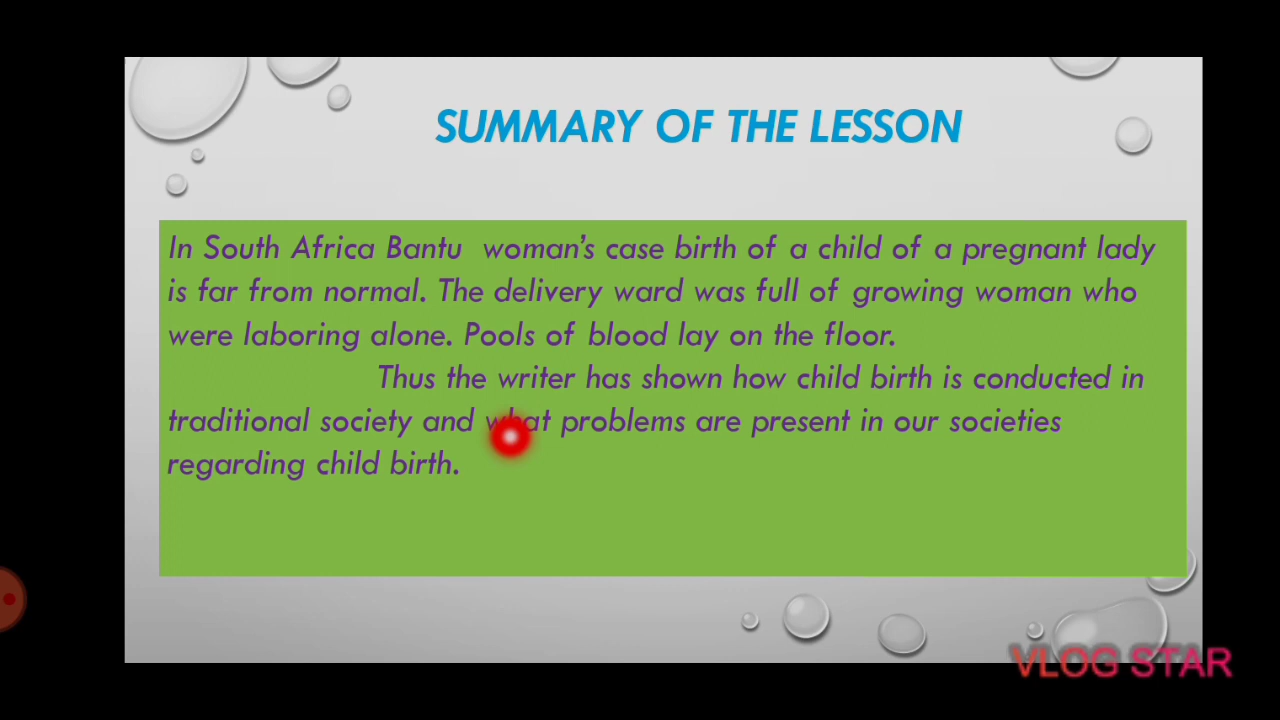 SUMMARY OF THE LESSON
In South Africa Bantu woman's case birth of a child of a pregnant lady
is far from normal. The delivery ward was full of growing woman who
were laboring alone. Pools of blood lay on the floor.
Thus the writer has shown how child birth is conducted in
traditional society and what problems are present in our societies
regarding child birth.
VLOG STAR